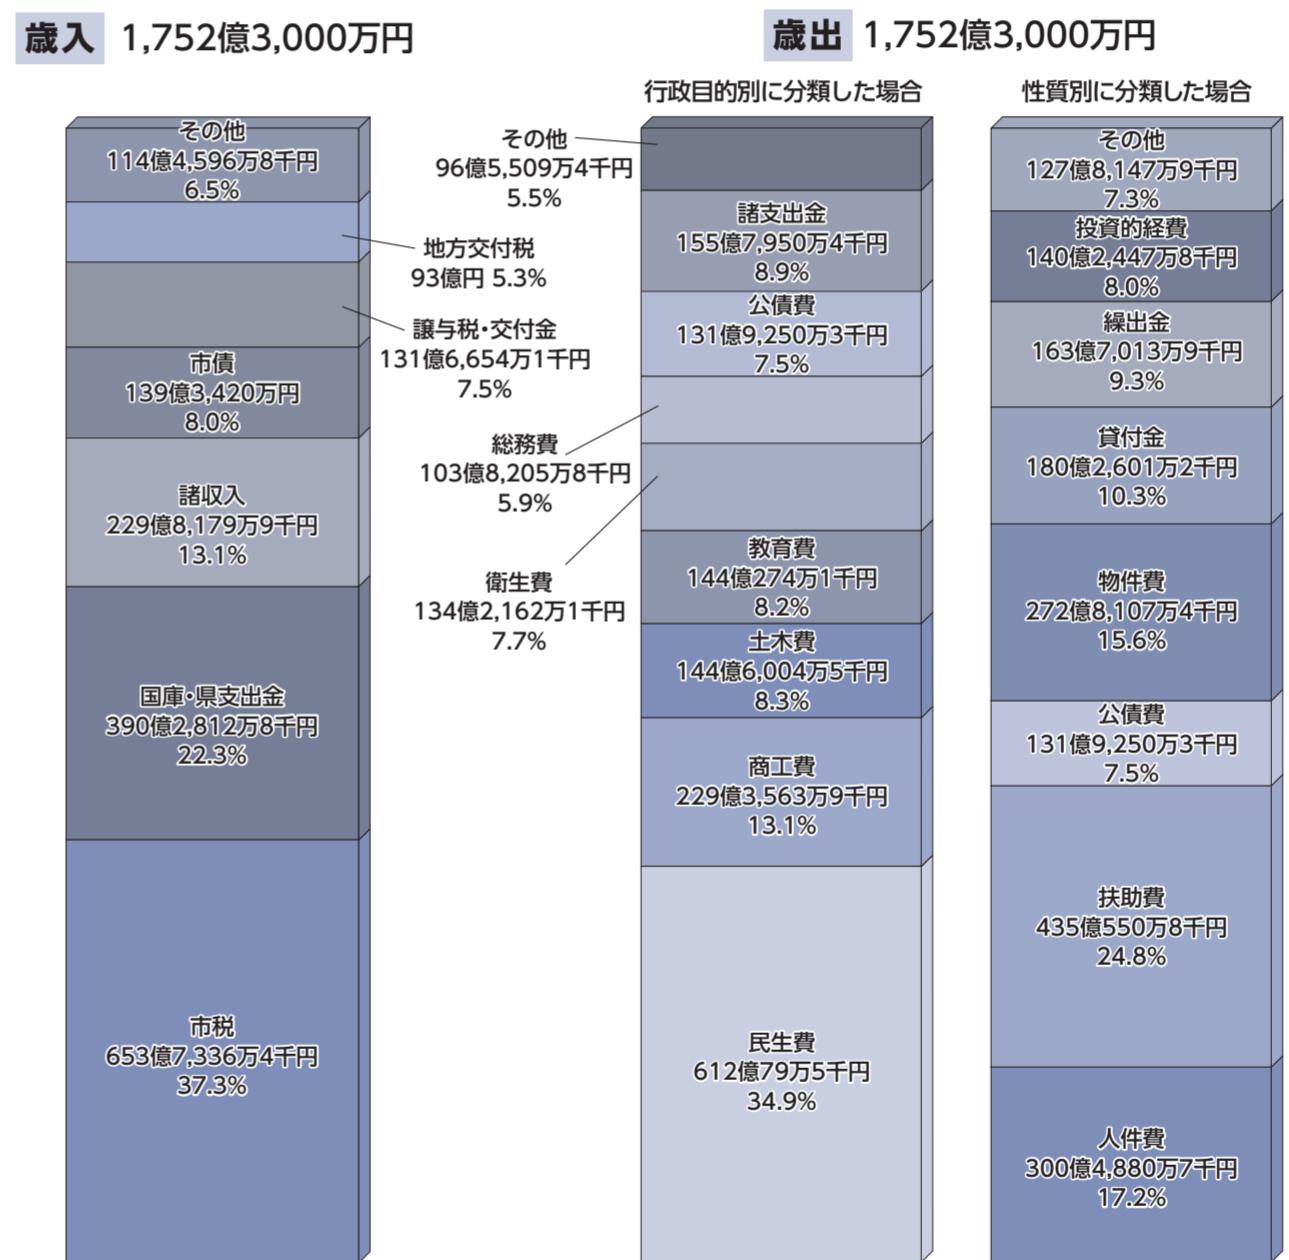 歳入 1,752億3,000万円
その他
114億4,596万8千円
6.5%
地方交付税
93億円 5.3%
譲与税・交付金
131億6,654万1千円
7.5%
市債
139億3,420万円
8.0%
諸収入
229億8,179万9千円
13.1%
国庫・県支出金
390億2,812万8千円
22.3%
市税
653億7,336万4千円
37.3%
歳出 1,752億3,000万円
行政目的別に分類した場合
その他
96億5,509万4千円
5.5%
諸支出金
155億7,950万4千円
8.9%
公債費
131億9,250万3千円
7.5%
総務費
103億8,205万8千円
5.9%
衛生費
134億2,162万1千円
7.7%
教育費
144億274万1千円
8.2%
土木費
144億6,004万5千円
8.3%
商工費
229億3,563万9千円
13.1%
民生費
612億79万5千円
34.9%
性質別に分類した場合
その他
127億8,147万9千円
7.3%
投資的経費
140億2,447万8千円
8.0%
繰出金
163億7,013万9千円
9.3%
貸付金
180億2,601万2千円
10.3%
物件費
272億8,107万4千円
15.6%
公債費
131億9,250万3千円
7.5%
扶助費
435億550万8千円
24.8%
人件費
300億4,880万7千円
17.2%